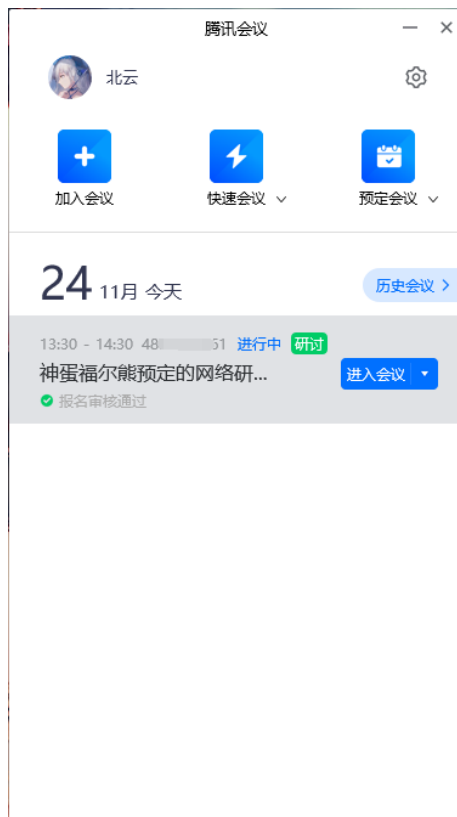 腾讯会议
北云
加入会议 快速会议 预定会议
24 11月 今天 历史会议
13:30 - 14:30 48 51 进行中 研讨
神蛋福尔熊预定的网络研...
进入会议
报名审核通过